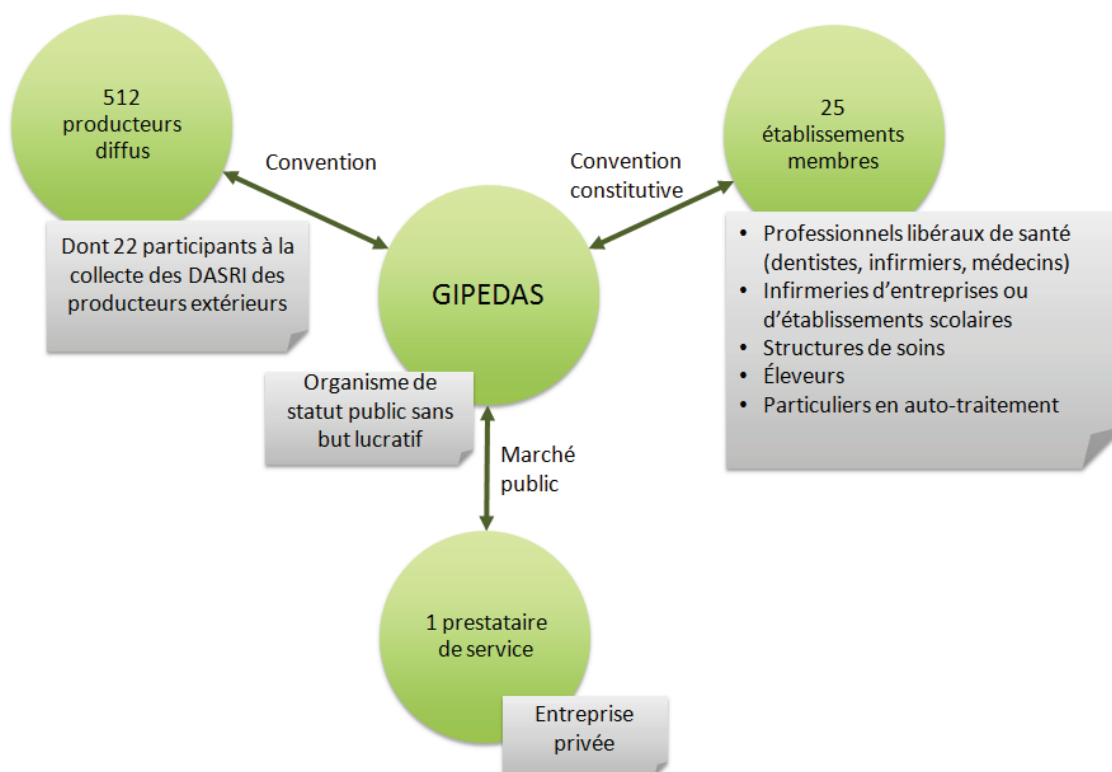 512
producteurs
diffus
Convention
Dont 22 participants à la
collecte des DASRI des
producteurs extérieurs
25
établissements
membres
Convention
constitutive
• Professionnels libéraux de santé
(dentistes, infirmiers, médecins)
• Infirmeries d’entreprises ou
d’établissements scolaires
• Structures de soins
• Éleveurs
• Particuliers en auto-traitement
GIPEDAS
Organisme de
statut public sans
but lucratif
Marché
public
1 prestataire
de service
Entreprise
privée